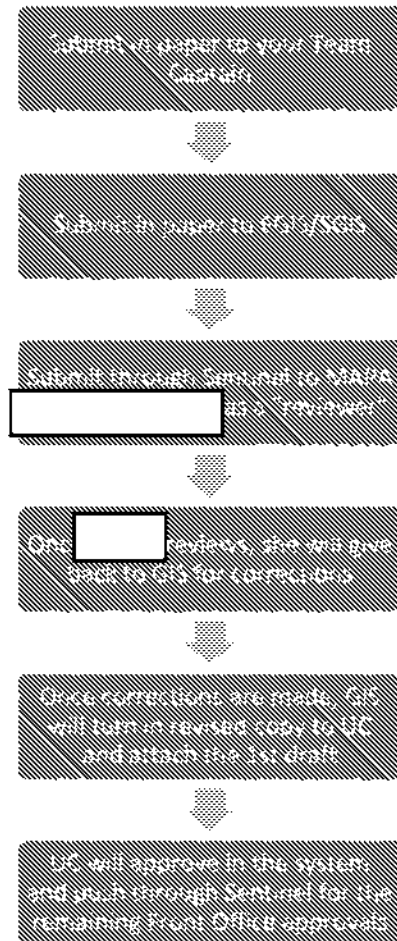 Submit in paper to your Team
Captain
Submit in paper to FGIS/SGIS
Submit through Sentinel to MAPA
as a "reviewer"
Once
reviews, she will give
back to GIS for corrections
Once corrections are made, GIS
will turn in revised copy to UC
and attach the 1st draft
UC will approve in the system
and push through Sentinel for the
remaining Front Office approvals